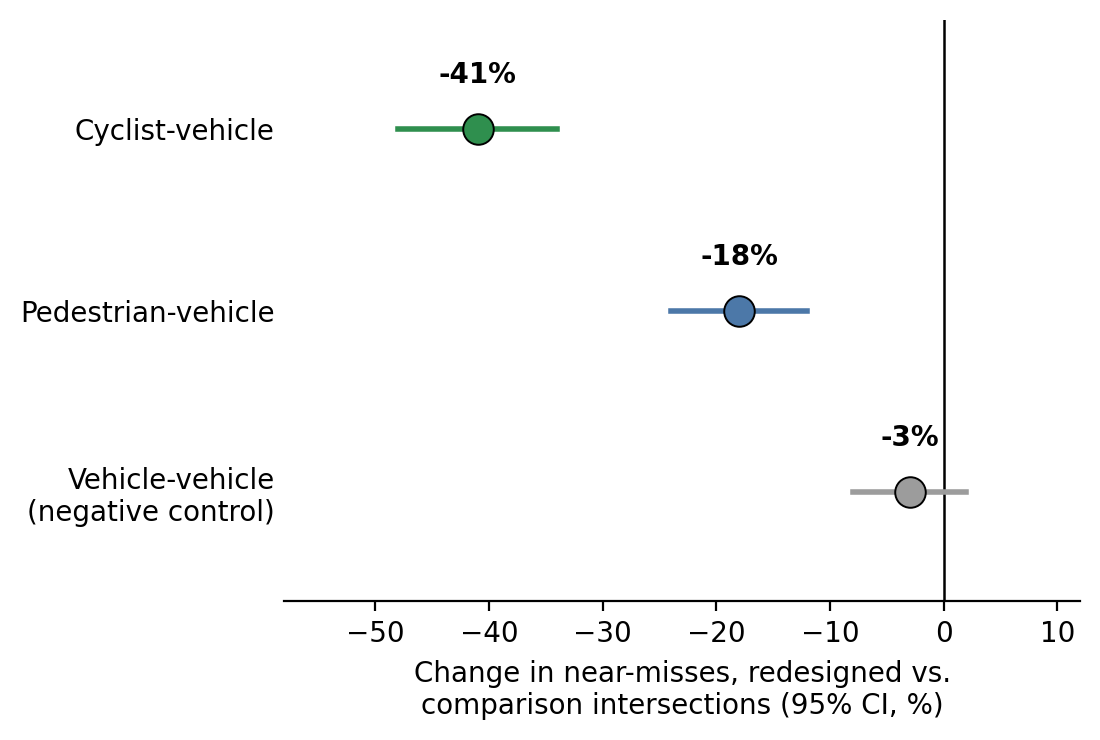 -41%
Cyclist-vehicle
-18%
Pedestrian-vehicle
-3%
Vehicle-vehicle
(negative control)
−50 −40 −30 −20 −10 0 10
Change in near-misses, redesigned vs.
comparison intersections (95% CI, %)